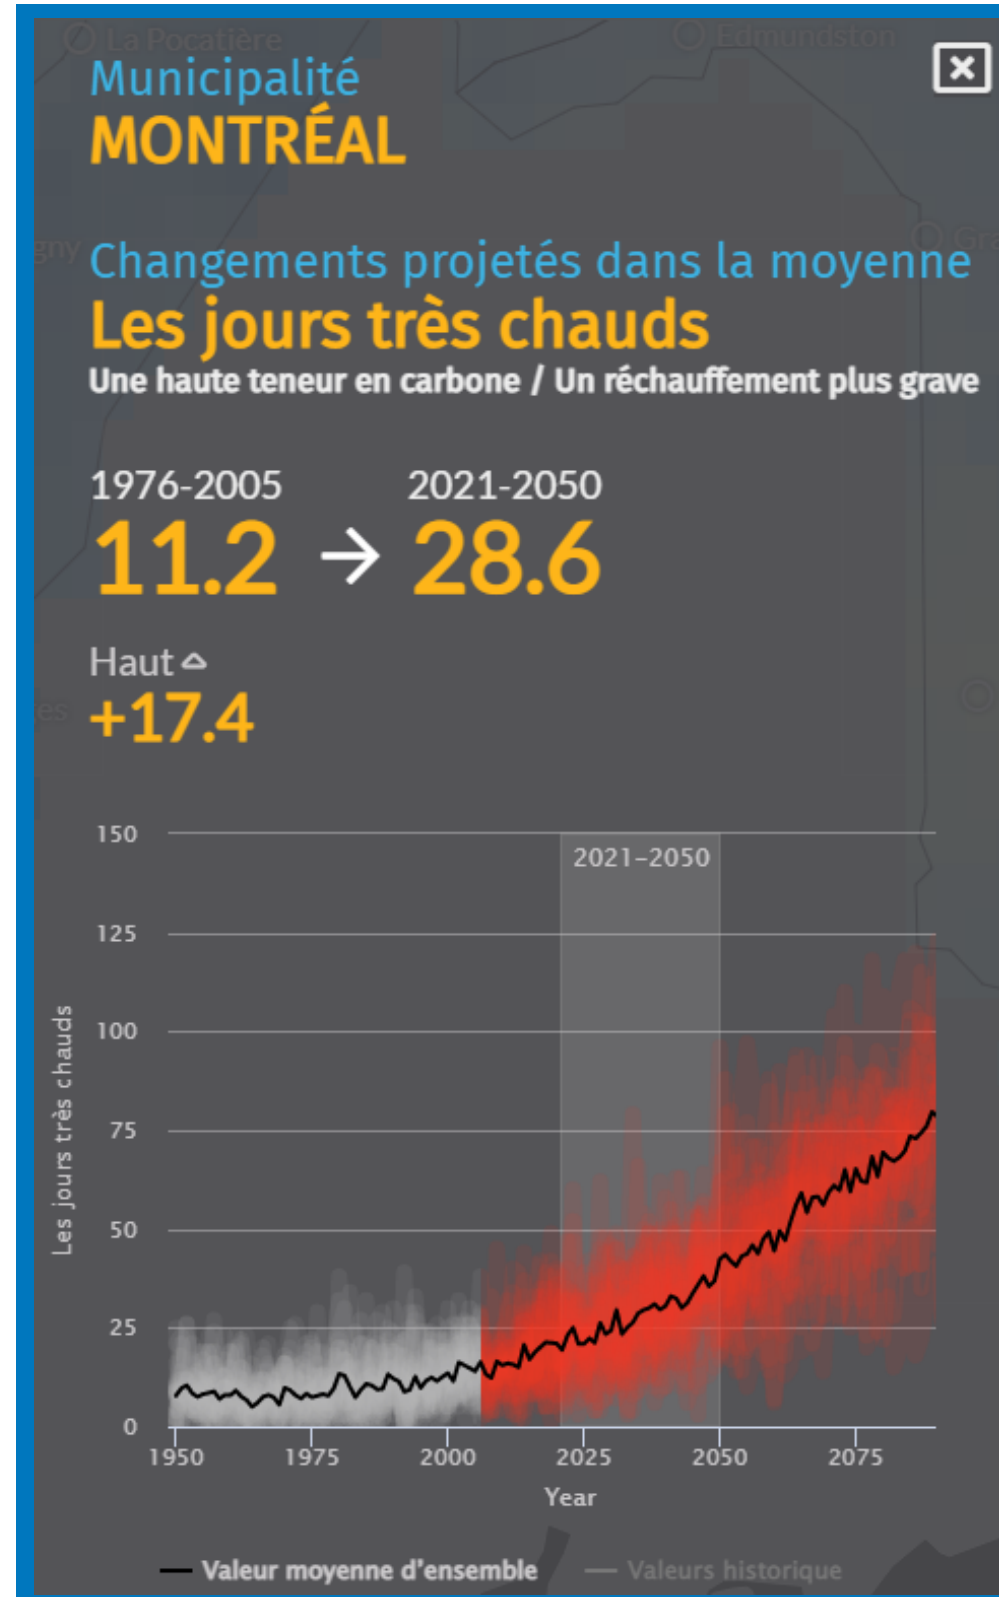 La Pocatière
Edmundston
Municipalité
MONTRÉAL
gny
Gra
Changements projetés dans la moyenne
Les jours très chauds
Une haute teneur en carbone / Un réchauffement plus grave
1976-2005
2021-2050
11.2 → 28.6
Haut
+17.4
es
150
2021–2050
125
100
75
50
25
0
Les jours très chauds
1950
1975
2000
2025
2050
2075
Year
Valeur moyenne d'ensemble
Valeurs historique